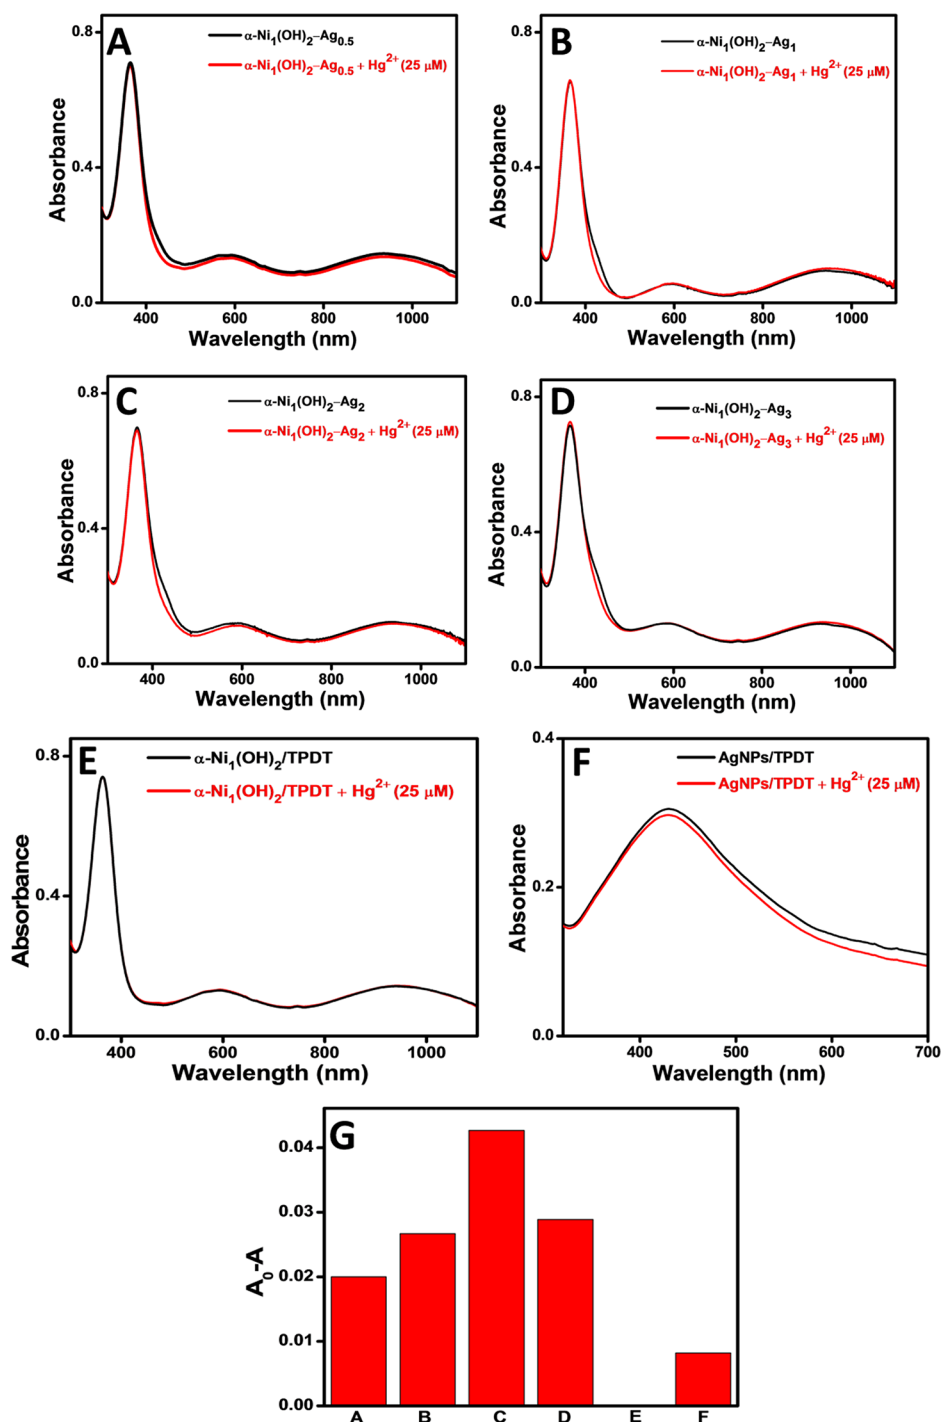 A
α-Ni₁(OH)₂–Ag₀.₅
α-Ni₁(OH)₂–Ag₀.₅ + Hg²⁺ (25 μM)
0.8
0.4
0.0
Absorbance
400 600 800 1000
Wavelength (nm)
B
α-Ni₁(OH)₂–Ag₁
α-Ni₁(OH)₂–Ag₁ + Hg²⁺ (25 μM)
0.8
0.4
0.0
Absorbance
400 600 800 1000
Wavelength (nm)
C
α-Ni₁(OH)₂–Ag₂
α-Ni₁(OH)₂–Ag₂ + Hg²⁺ (25 μM)
0.8
0.4
0.0
Absorbance
400 600 800 1000
Wavelength (nm)
D
α-Ni₁(OH)₂–Ag₃
α-Ni₁(OH)₂–Ag₃ + Hg²⁺ (25 μM)
0.8
0.4
0.0
Absorbance
400 600 800 1000
Wavelength (nm)
E
α-Ni₁(OH)₂/TPDT
α-Ni₁(OH)₂/TPDT + Hg²⁺ (25 μM)
0.8
0.4
0.0
Absorbance
400 600 800 1000
Wavelength (nm)
F
AgNPs/TPDT
AgNPs/TPDT + Hg²⁺ (25 μM)
0.4
0.2
0.0
Absorbance
400 500 600 700
Wavelength (nm)
G
0.04
0.03
0.02
0.01
0.00
A₀-A
A B C D E F